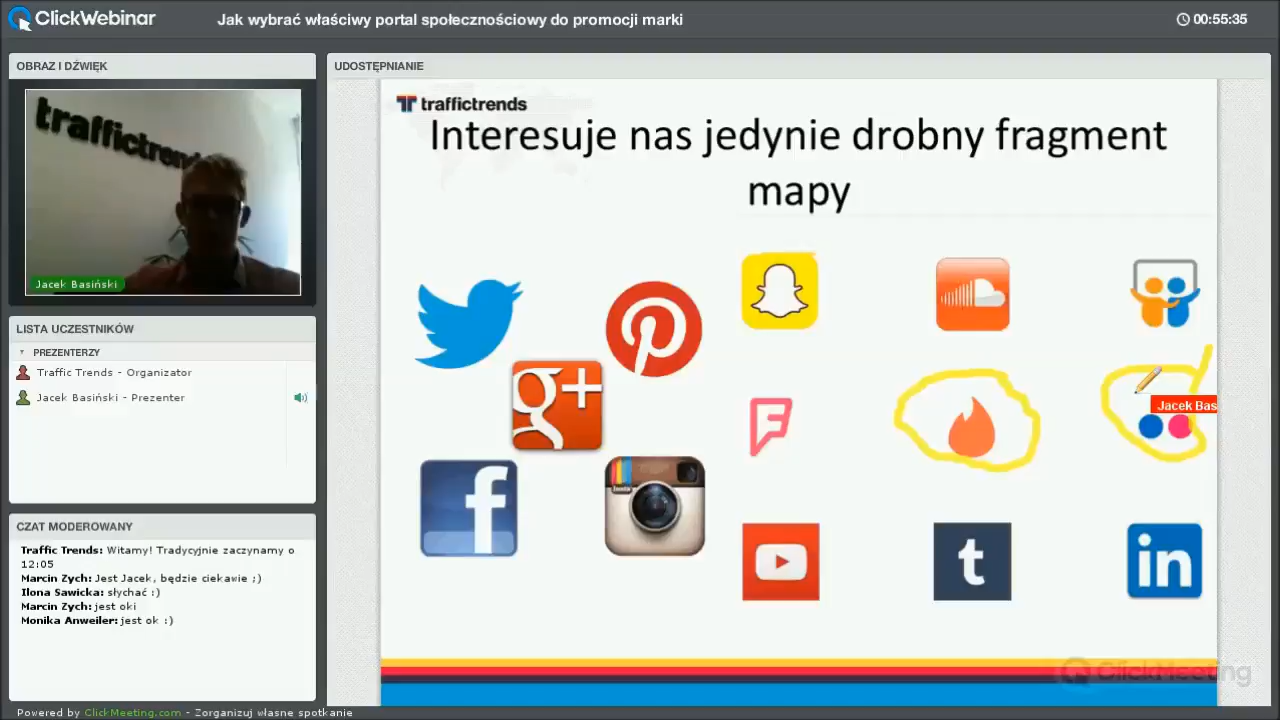 ClickWebinar
Jak wybrać właściwy portal społecznościowy do promocji marki
00:55:35
OBRAZ I DŹWIĘK
traffictrends
Jacek Basiński
LISTA UCZESTNIKÓW
PREZENTERZY
Traffic Trends - Organizator
Jacek Basiński - Prezenter
CZAT MODEROWANY
Traffic Trends: Witamy! Tradycyjnie zaczynamy o
12:05
Marcin Zych: Jest Jacek, będzie ciekawie ;)
Ilona Sawicka: słychać :)
Marcin Zych: jest oki
Monika Anweiler: jest ok :)
UDOSTĘPNIANIE
traffictrends
Interesuje nas jedynie drobny fragment
mapy
g+
f
t
in
Jacek Bas
ClickMeeting
Powered by ClickMeeting.com - Zorganizuj własne spotkanie